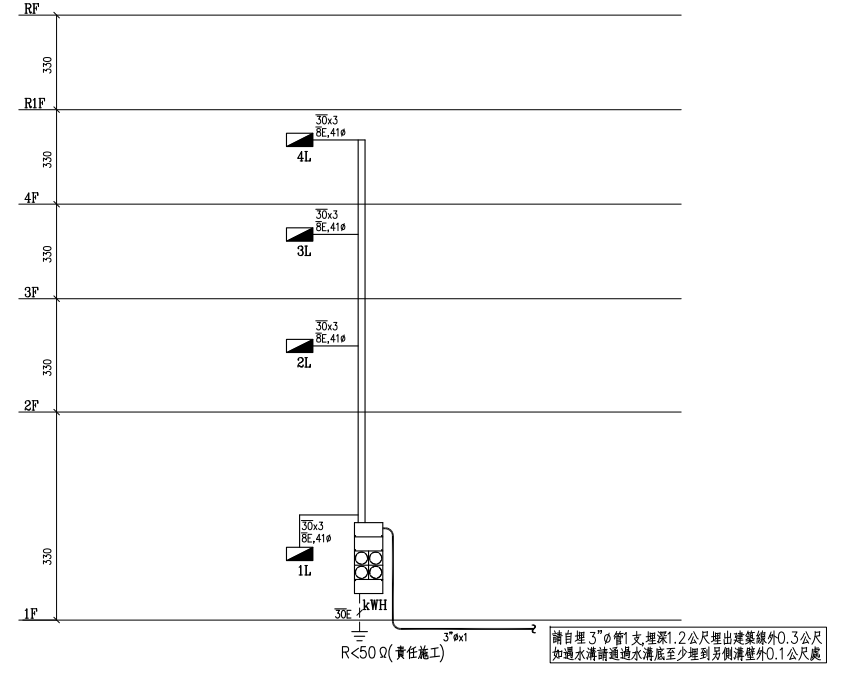 RF
330
R1F
30x3
8E,41ø
4L
330
4F
30x3
8E,41ø
3L
330
3F
30x3
8E,41ø
2L
330
2F
30x3
8E,41ø
1L
330
kWH
1F
30E
3"øx1
R<50Ω(責任施工)
請自埋 3"ø管1支,埋深1.2公尺埋出建築線外0.3公尺
如遇水溝請通過水溝底至少埋到另側溝壁外0.1公尺處